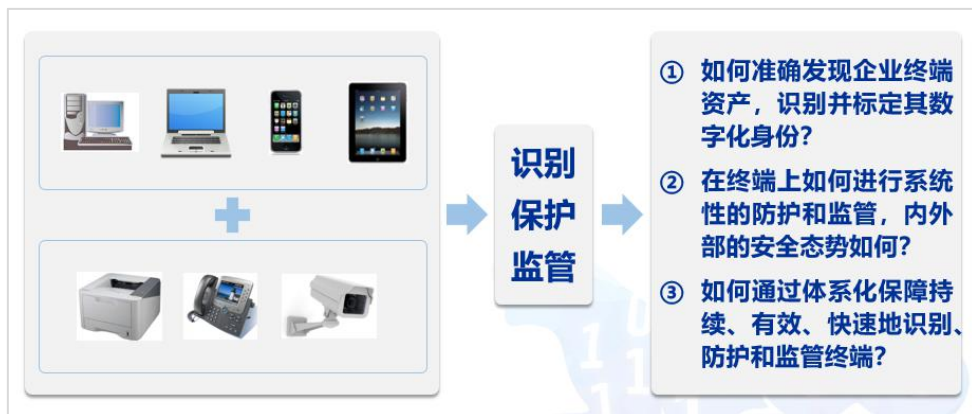 识别
保护
监管
① 如何准确发现企业终端
资产，识别并标定其数
字化身份？
② 在终端上如何进行系统
性的防护和监管，内外
部的安全态势如何？
③ 如何通过体系化保障持
续、有效、快速地识别、
防护和监管终端？